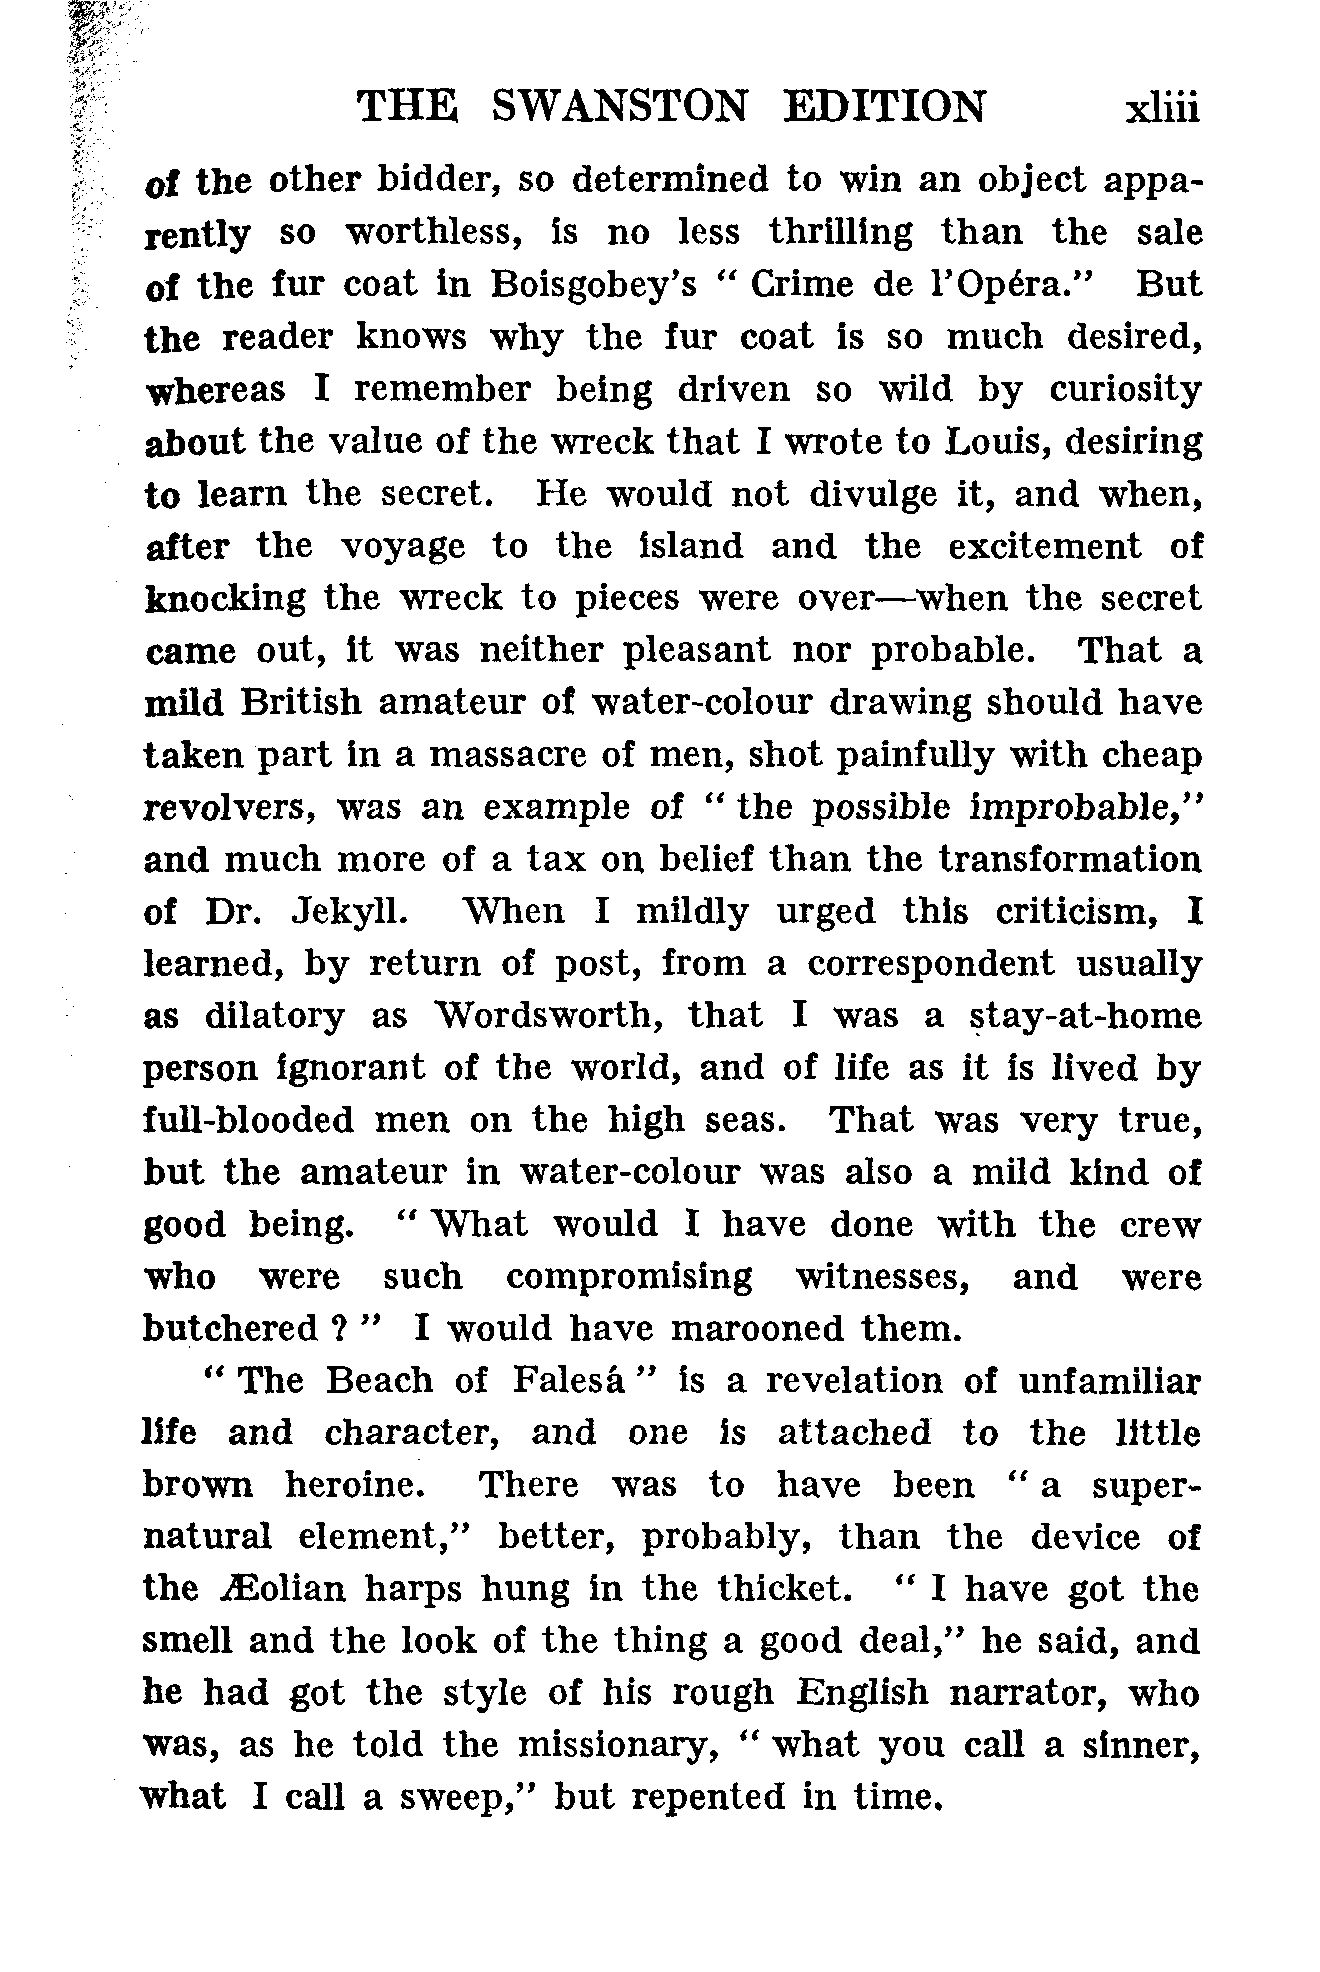 THE SWANSTON EDITION xliii
of the other bidder, so determined to win an object appa-
rently so worthless, is no less thrilling than the sale
of the fur coat in Boisgobey's “ Crime de l'Opéra.” But
the reader knows why the fur coat is so much desired,
whereas I remember being driven so wild by curiosity
about the value of the wreck that I wrote to Louis, desiring
to learn the secret. He would not divulge it, and when,
after the voyage to the island and the excitement of
knocking the wreck to pieces were over—when the secret
came out, it was neither pleasant nor probable. That a
mild British amateur of water-colour drawing should have
taken part in a massacre of men, shot painfully with cheap
revolvers, was an example of “ the possible improbable,”
and much more of a tax on belief than the transformation
of Dr. Jekyll. When I mildly urged this criticism, I
learned, by return of post, from a correspondent usually
as dilatory as Wordsworth, that I was a stay-at-home
person ignorant of the world, and of life as it is lived by
full-blooded men on the high seas. That was very true,
but the amateur in water-colour was also a mild kind of
good being. “ What would I have done with the crew
who were such compromising witnesses, and were
butchered ? ” I would have marooned them.
“ The Beach of Falesá ” is a revelation of unfamiliar
life and character, and one is attached to the little
brown heroine. There was to have been “ a super-
natural element,” better, probably, than the device of
the Æolian harps hung in the thicket. “ I have got the
smell and the look of the thing a good deal,” he said, and
he had got the style of his rough English narrator, who
was, as he told the missionary, “ what you call a sinner,
what I call a sweep,” but repented in time.